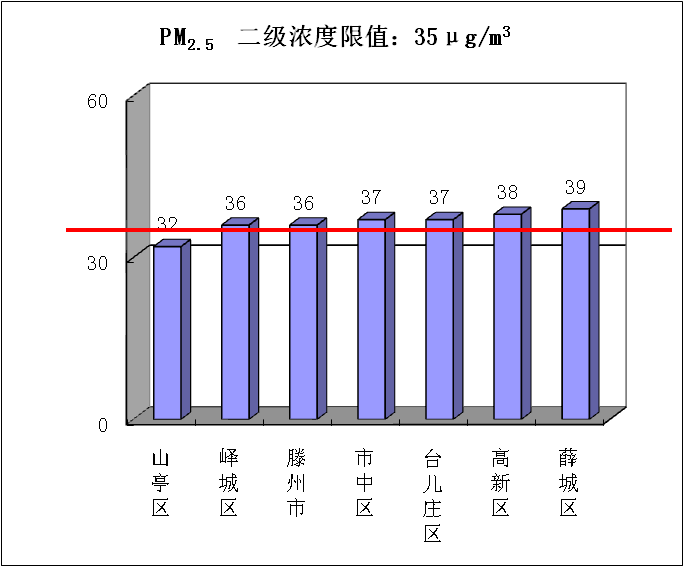 PM2.5 二级浓度限值：35μg/m3
60
30
0
32
36
36
37
37
38
39
山亭区
峄城区
滕州市
市中区
台儿庄区
高新区
薛城区